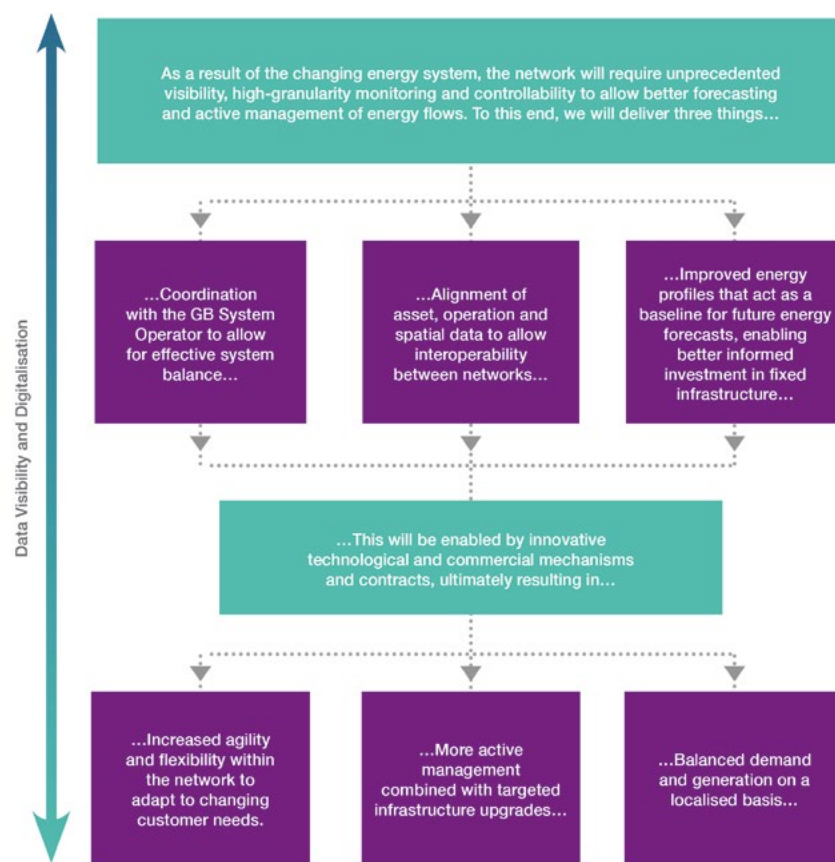 As a result of the changing energy system, the network will require unprecedented
visibility, high-granularity monitoring and controllability to allow better forecasting
and active management of energy flows. To this end, we will deliver three things…
…Coordination
with the GB System
Operator to allow
for effective system
balance…
…Alignment of
asset, operation and
spatial data to allow
interoperability
between networks…
…Improved energy
profiles that act as a
baseline for future energy
forecasts, enabling
better informed
investment in fixed
infrastructure…
Data Visibility and Digitalisation
…This will be enabled by innovative
technological and commercial mechanisms
and contracts, ultimately resulting in…
…Increased agility
and flexibility within
the network to
adapt to changing
customer needs.
…More active
management
combined with targeted
infrastructure upgrades…
…Balanced demand
and generation on a
localised basis…